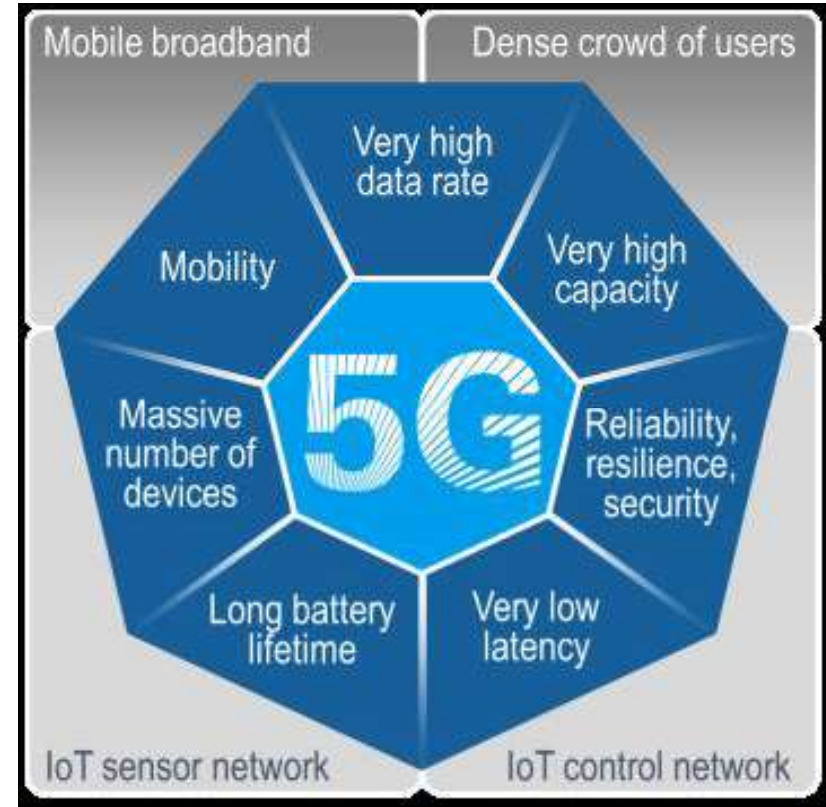 Mobile broadband
Dense crowd of users
Very high
data rate
Mobility
Very high
capacity
5G
Massive
number of
devices
Reliability,
resilience,
security
Long battery
lifetime
Very low
latency
IoT sensor network
IoT control network